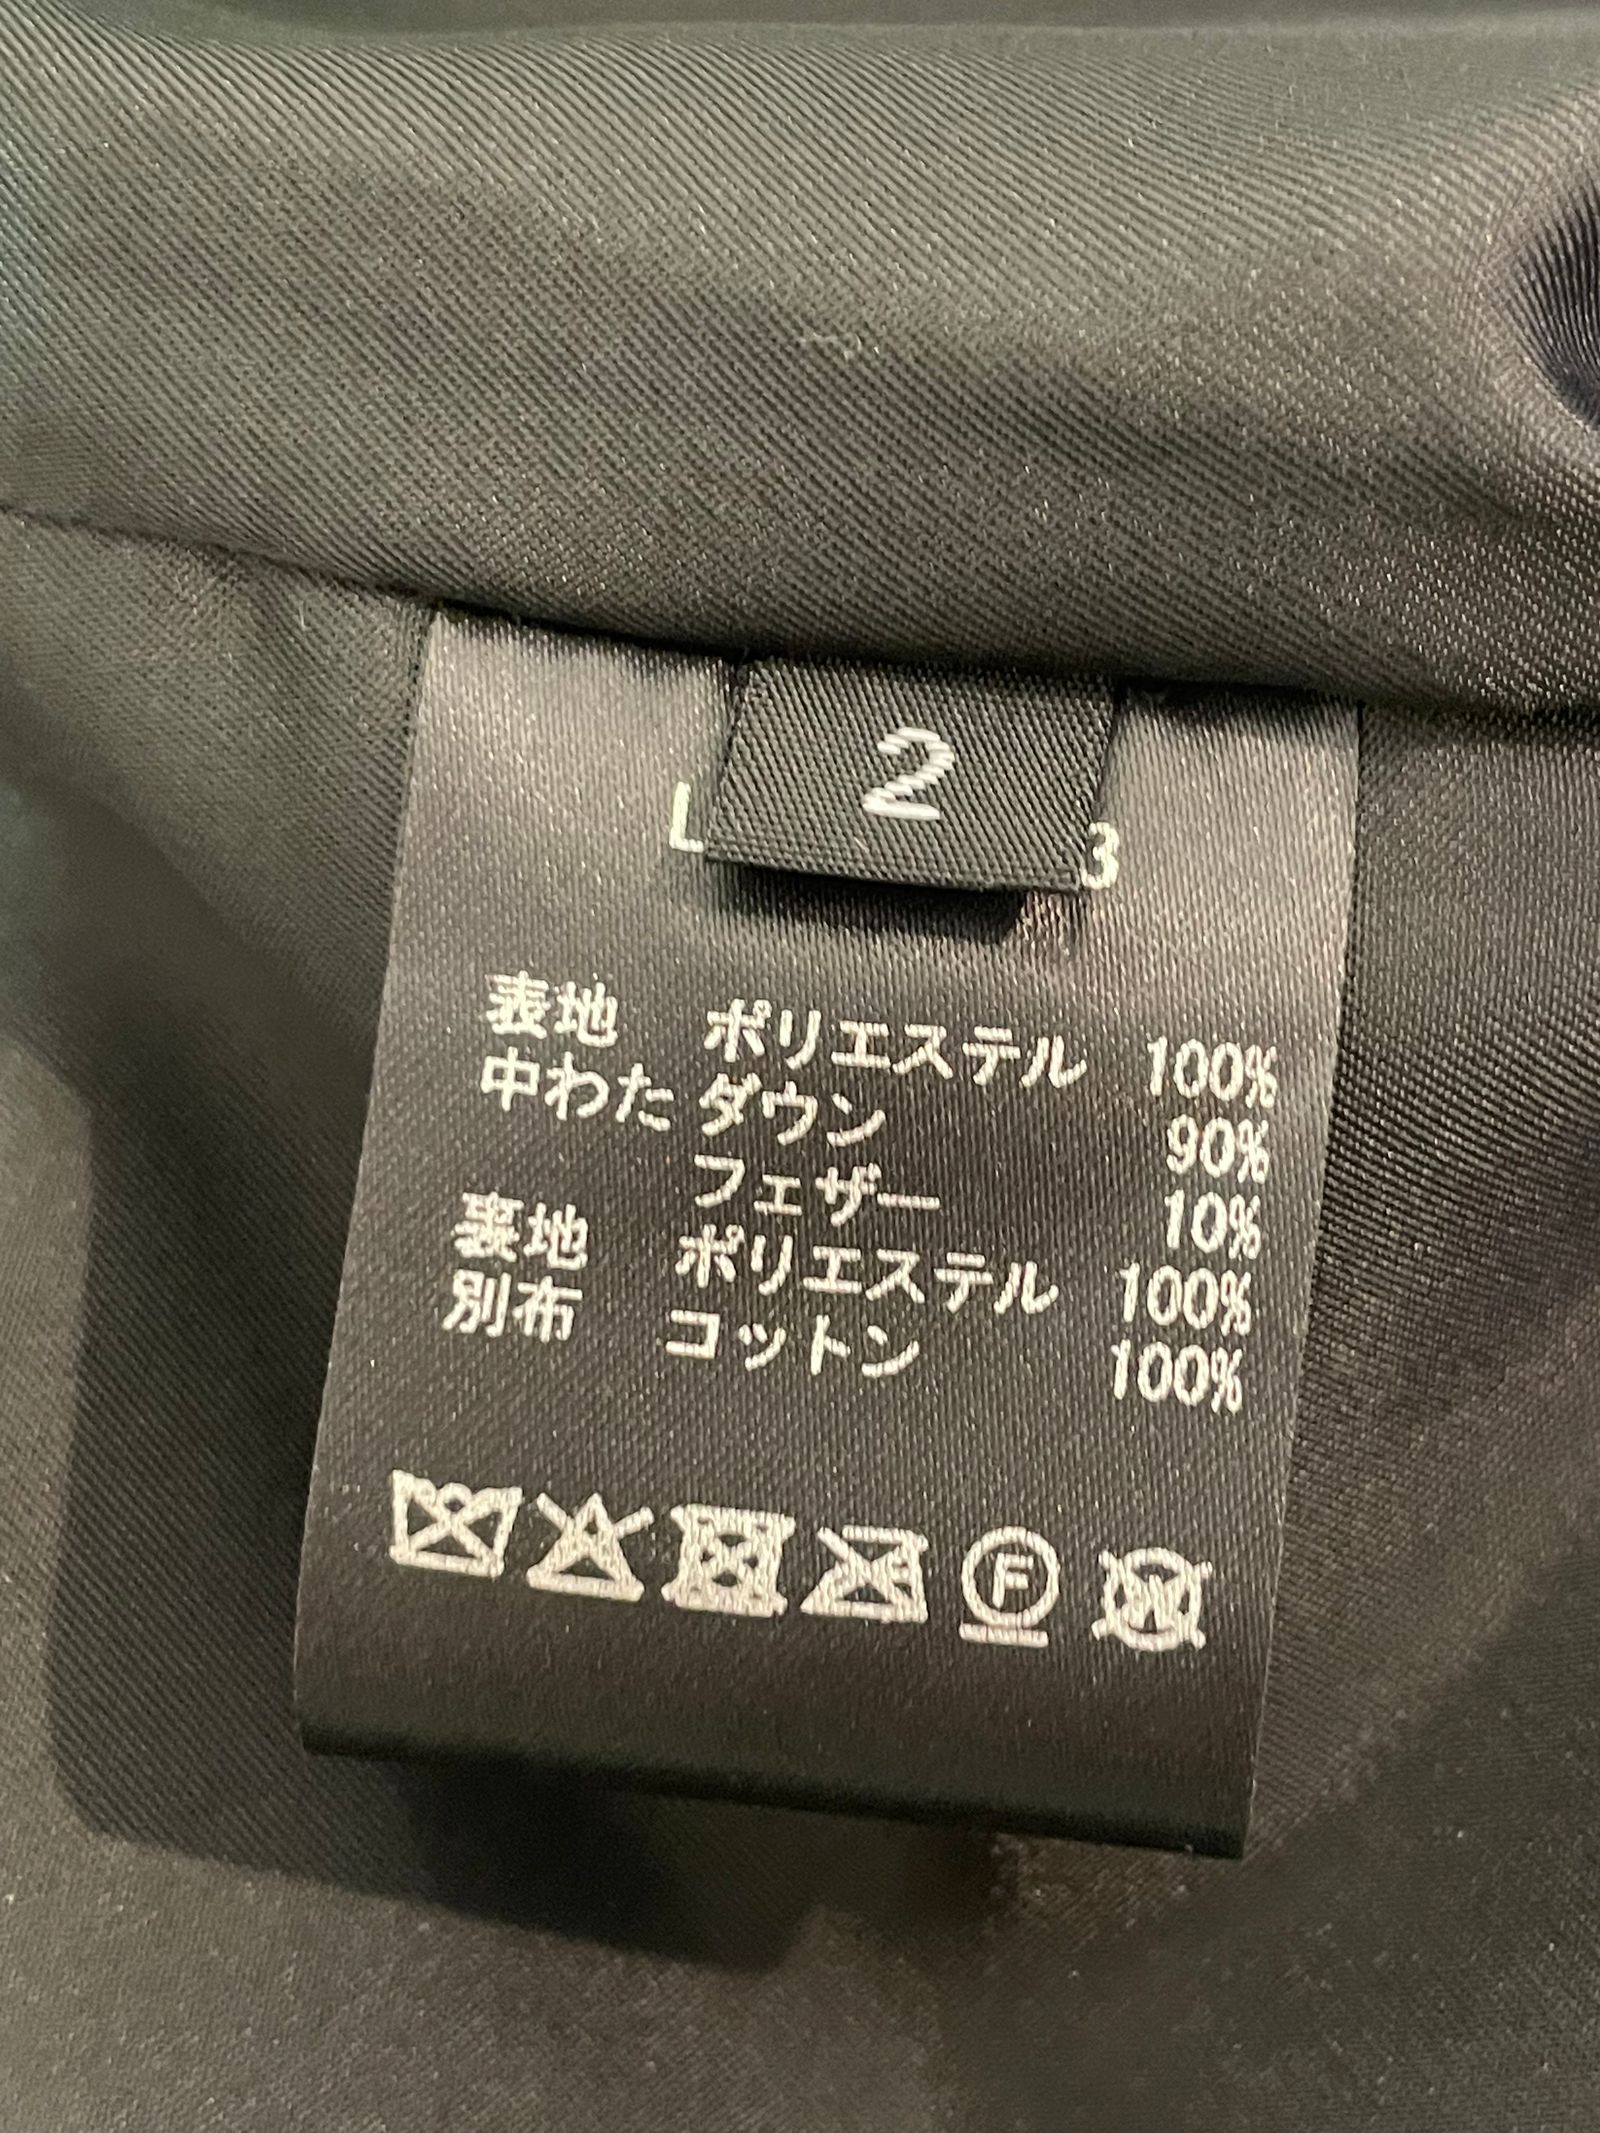 2
L 3
表地 ポリエステル 100%
中わた ダウン 90%
フェザー 10%
裏地 ポリエステル 100%
別布 コットン 100%
F W